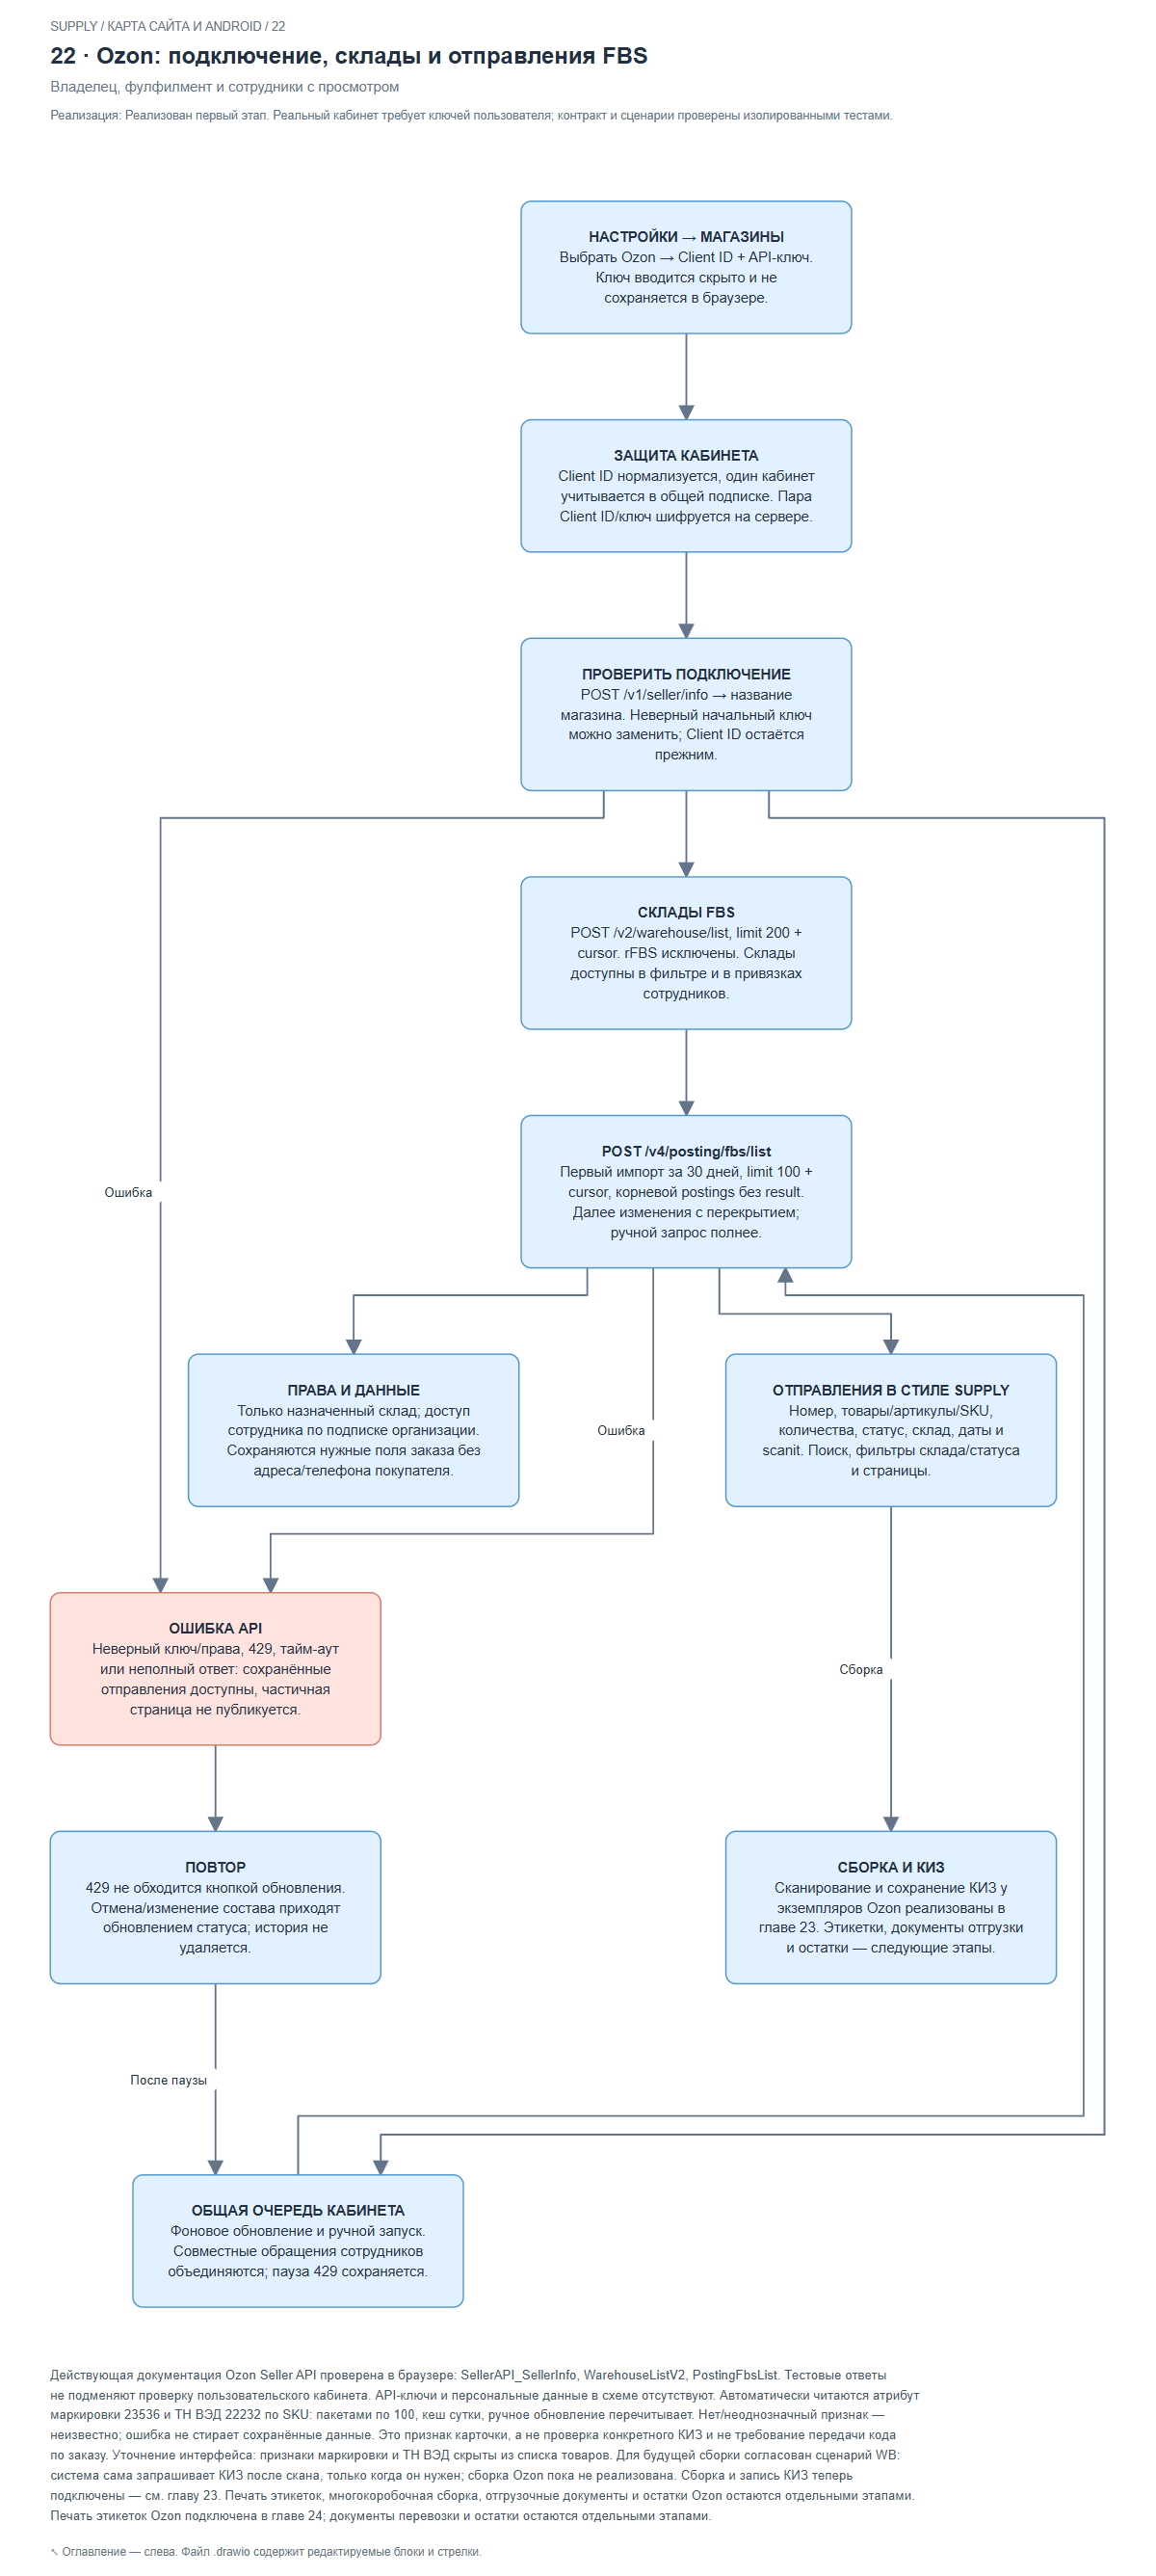 SUPPLY / КАРТА САЙТА И ANDROID / 22
22 · Ozon: подключение, склады и отправления FBS
Владелец, фулфилмент и сотрудники с просмотром
Реализация: Реализован первый этап. Реальный кабинет требует ключей пользователя; контракт и сценарии проверены изолированными тестами.
НАСТРОЙКИ → МАГАЗИНЫ
Выбрать Ozon → Client ID + API-ключ.
Ключ вводится скрыто и не
сохраняется в браузере.
ЗАЩИТА КАБИНЕТА
Client ID нормализуется, один кабинет
учитывается в общей подписке. Пара
Client ID/ключ шифруется на сервере.
ПРОВЕРИТЬ ПОДКЛЮЧЕНИЕ
POST /v1/seller/info → название
магазина. Неверный начальный ключ
можно заменить; Client ID остаётся
прежним.
СКЛАДЫ FBS
POST /v2/warehouse/list, limit 200 +
cursor. rFBS исключены. Склады
доступны в фильтре и в привязках
сотрудников.
POST /v4/posting/fbs/list
Первый импорт за 30 дней, limit 100 +
cursor, корневой postings без result.
Далее изменения с перекрытием;
ручной запрос полнее.
Ошибка
ПРАВА И ДАННЫЕ
Только назначенный склад; доступ
сотрудника по подписке организации.
Сохраняются нужные поля заказа без
адреса/телефона покупателя.
Ошибка
ОТПРАВЛЕНИЯ В СТИЛЕ SUPPLY
Номер, товары/артикулы/SKU,
количества, статус, склад, даты и
scanit. Поиск, фильтры склада/статуса
и страницы.
ОШИБКА API
Неверный ключ/права, 429, тайм-аут
или неполный ответ: сохранённые
отправления доступны, частичная
страница не публикуется.
Сборка
ПОВТОР
429 не обходится кнопкой обновления.
Отмена/изменение состава приходят
обновлением статуса; история не
удаляется.
СБОРКА И КИЗ
Сканирование и сохранение КИЗ у
экземпляров Ozon реализованы в
главе 23. Этикетки, документы отгрузки
и остатки — следующие этапы.
После паузы
ОБЩАЯ ОЧЕРЕДЬ КАБИНЕТА
Фоновое обновление и ручной запуск.
Совместные обращения сотрудников
объединяются; пауза 429 сохраняется.
Действующая документация Ozon Seller API проверена в браузере: SellerAPI_SellerInfo, WarehouseListV2, PostingFbsList. Тестовые ответы
не подменяют проверку пользовательского кабинета. API-ключи и персональные данные в схеме отсутствуют. Автоматически читаются атрибут
маркировки 23536 и ТН ВЭД 22232 по SKU: пакетами по 100, кеш сутки, ручное обновление перечитывает. Нет/неоднозначный признак —
неизвестно; ошибка не стирает сохранённые данные. Это признак карточки, а не проверка конкретного КИЗ и не требование передачи кода
по заказу. Уточнение интерфейса: признаки маркировки и ТН ВЭД скрыты из списка товаров. Для будущей сборки согласован сценарий WB:
система сама запрашивает КИЗ после скана, только когда он нужен; сборка Ozon пока не реализована. Сборка и запись КИЗ теперь
подключены — см. главу 23. Печать этикеток, многокоробочная сборка, отгрузочные документы и остатки Ozon остаются отдельными этапами.
Печать этикеток Ozon подключена в главе 24; документы перевозки и остатки остаются отдельными этапами.
↖ Оглавление — слева. Файл .drawio содержит редактируемые блоки и стрелки.